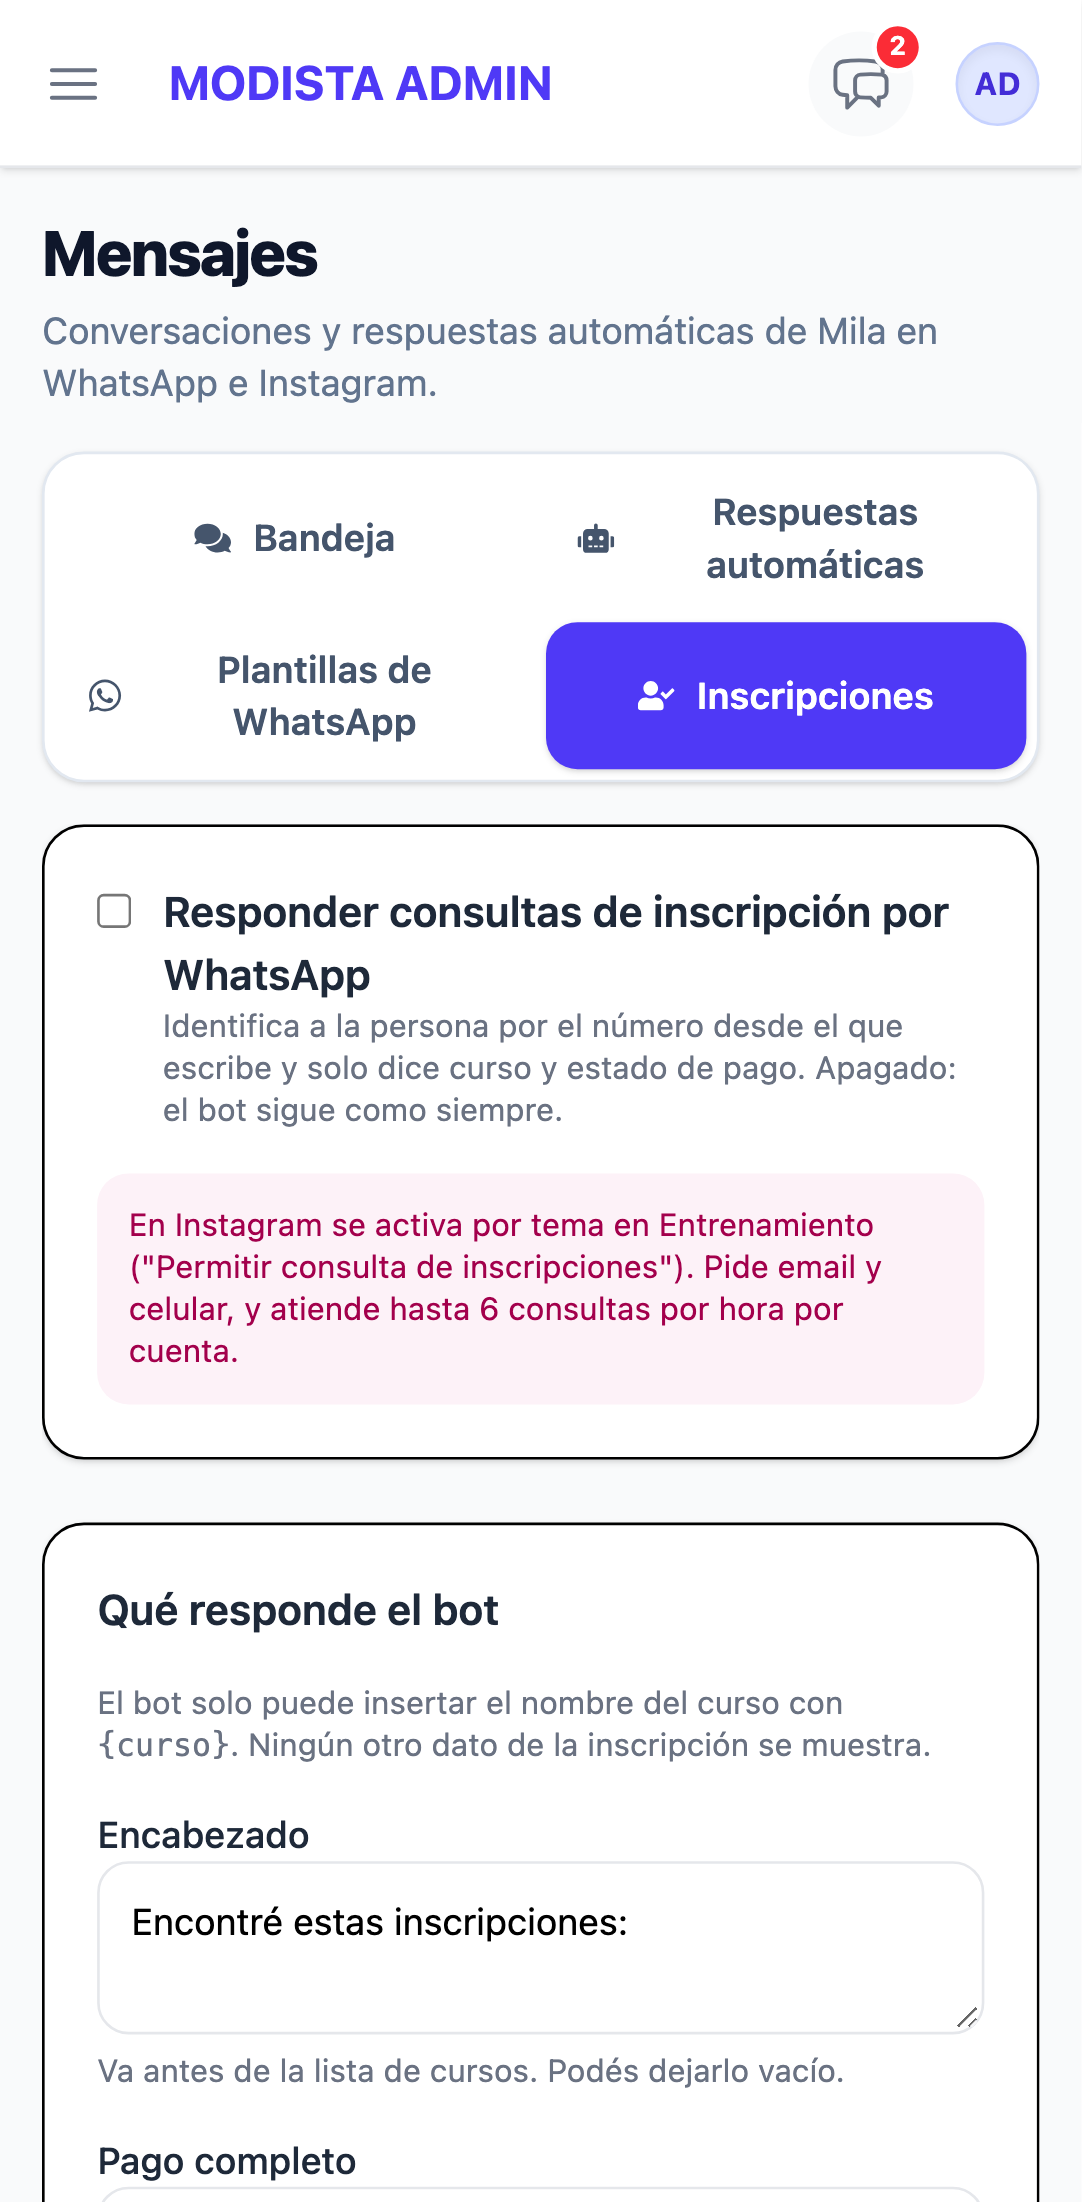 MODISTA ADMIN
2
AD
Mensajes
Conversaciones y respuestas automáticas de Mila en
WhatsApp e Instagram.
Bandeja
Respuestas
automáticas
Plantillas de
WhatsApp
Inscripciones
Responder consultas de inscripción por
WhatsApp
Identifica a la persona por el número desde el que
escribe y solo dice curso y estado de pago. Apagado:
el bot sigue como siempre.
En Instagram se activa por tema en Entrenamiento
("Permitir consulta de inscripciones"). Pide email y
celular, y atiende hasta 6 consultas por hora por
cuenta.
Qué responde el bot
El bot solo puede insertar el nombre del curso con
{curso}. Ningún otro dato de la inscripción se muestra.
Encabezado
Encontré estas inscripciones:
Va antes de la lista de cursos. Podés dejarlo vacío.
Pago completo